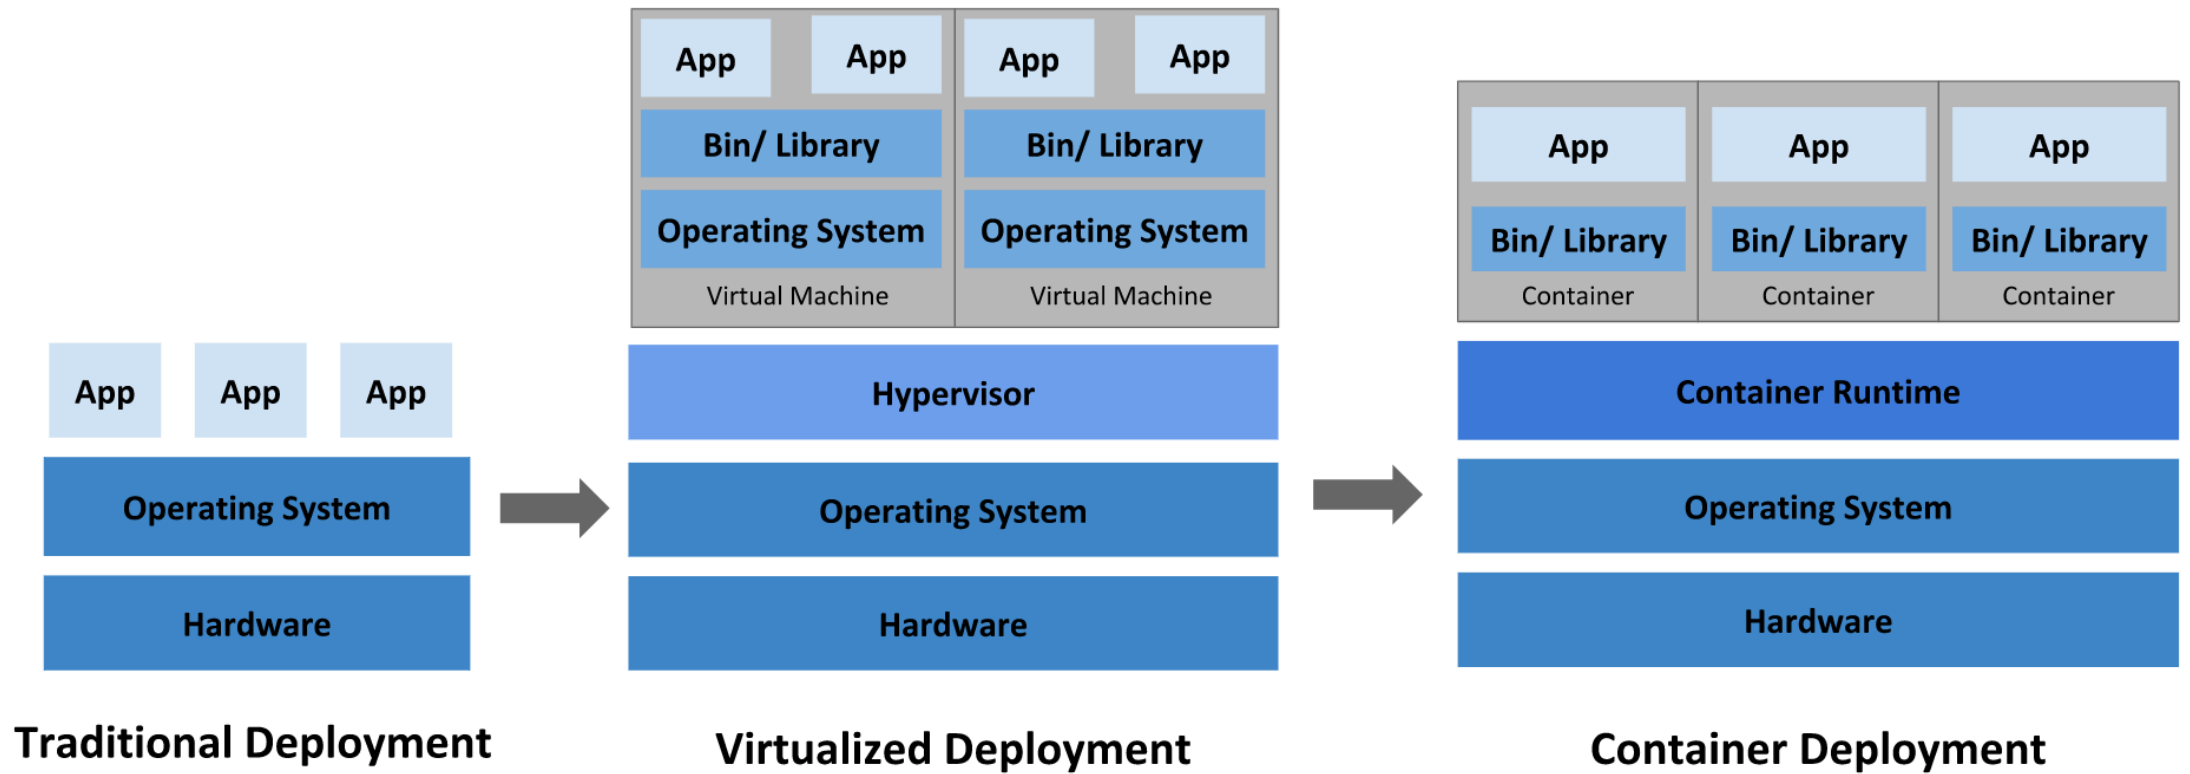 App
App
App
Operating System
Hardware
Traditional Deployment
App
App
App
App
Bin/ Library
Bin/ Library
Operating System
Operating System
Virtual Machine
Virtual Machine
Hypervisor
Operating System
Hardware
Virtualized Deployment
App
App
App
Bin/ Library
Bin/ Library
Bin/ Library
Container
Container
Container
Container Runtime
Operating System
Hardware
Container Deployment